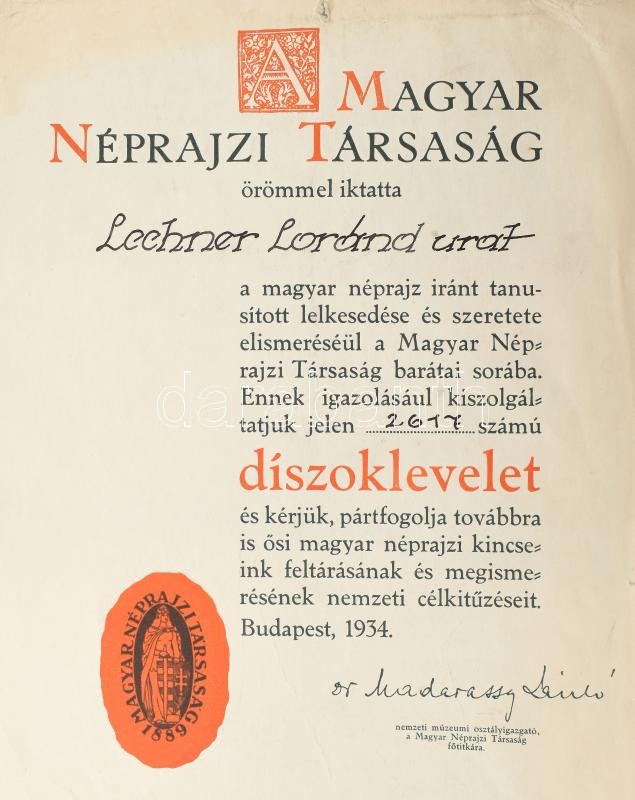 A MAGYAR
NÉPRAJZI TÁRSASÁG
örömmel iktatta
Lechner Loránd urat
a magyar néprajz iránt tanu-
sított lelkesedése és szeretete
elismeréséül a Magyar Nép-
rajzi Társaság barátai sorába.
Ennek igazolásául kiszolgál-
tatjuk jelen 2617 számú
díszoklevelet
és kérjük, pártfogolja továbbra
is ősi magyar néprajzi kincse-
ink feltárásának és megisme-
résének nemzeti célkitűzéseit.
Budapest, 1934.
MAGYAR NÉPRAJZI TÁRSASÁG 1889
dr Madarassy László
nemzeti múzeumi osztályigazgató,
a Magyar Néprajzi Társaság
főtitkára.
darabanth